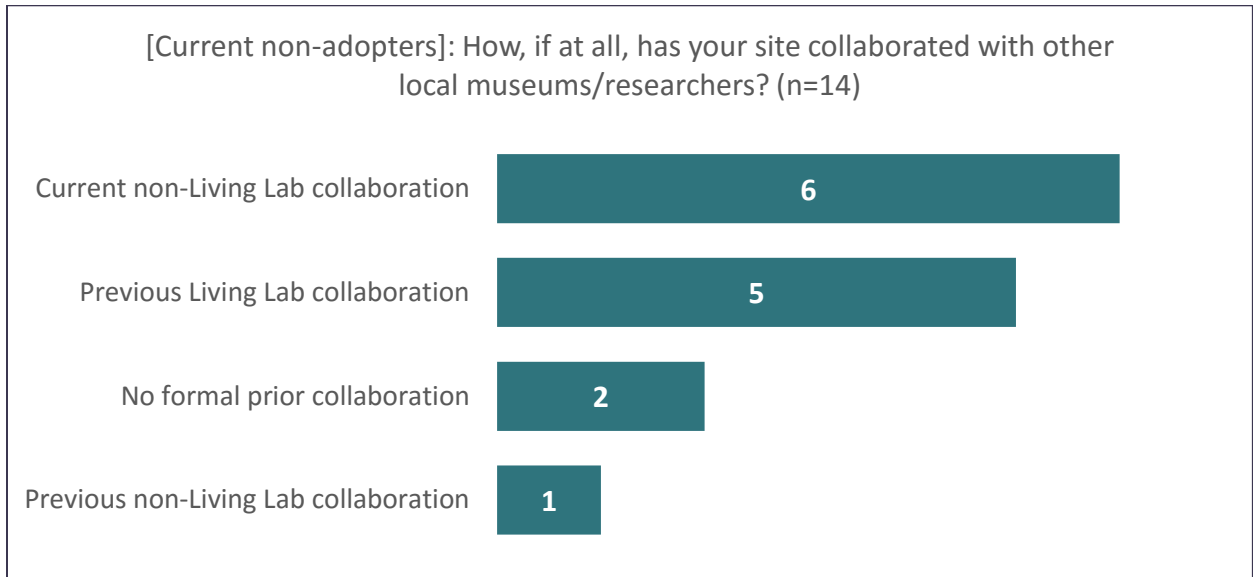 [Current non-adopters]: How, if at all, has your site collaborated with other
local museums/researchers? (n=14)
Current non-Living Lab collaboration
6
Previous Living Lab collaboration
5
No formal prior collaboration
2
Previous non-Living Lab collaboration
1